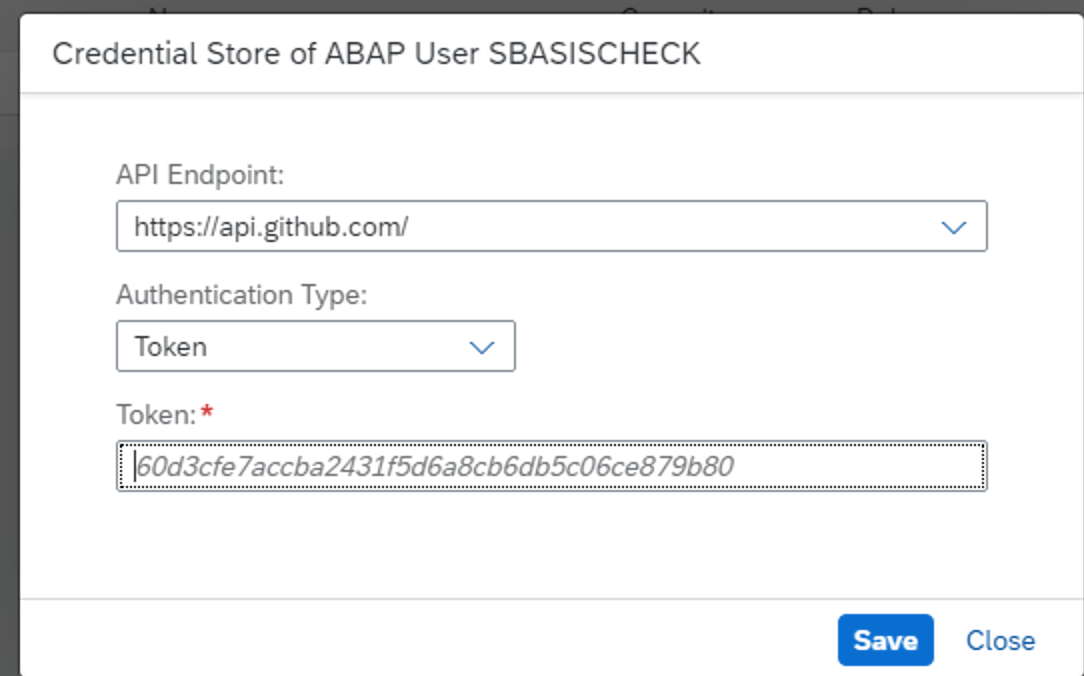 Credential Store of ABAP User SBASISCHECK
API Endpoint:
https://api.github.com/
Authentication Type:
Token
Token:*
60d3cfe7accba2431f5d6a8cb6db5c06ce879b80
Save
Close